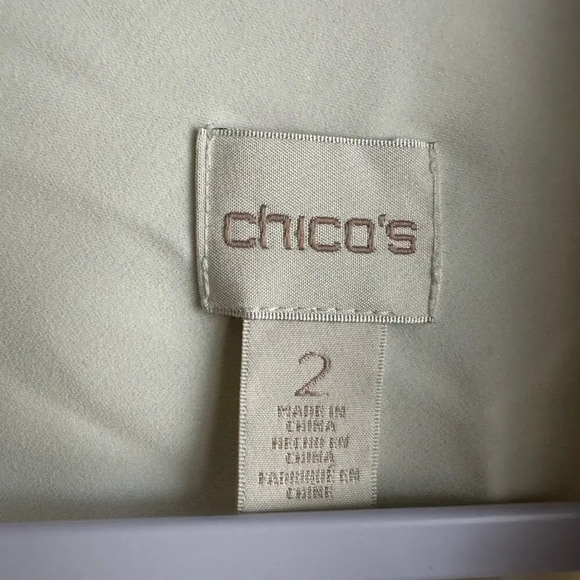 chico's
2
MADE IN
CHINA
HECHO EN
CHINA
FABRIQUÉ EN
CHINE